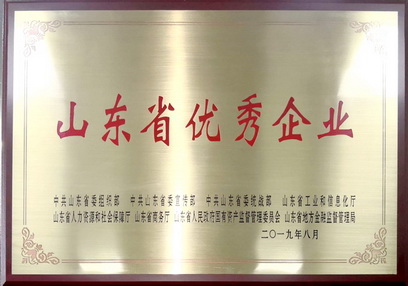 山东省优秀企业
中共山东省委组织部 中共山东省委宣传部 中共山东省委统战部 山东省工业和信息化厅
山东省人力资源和社会保障厅 山东省商务厅 山东省人民政府国有资产监督管理委员会 山东省地方金融监督管理局
二〇一九年八月